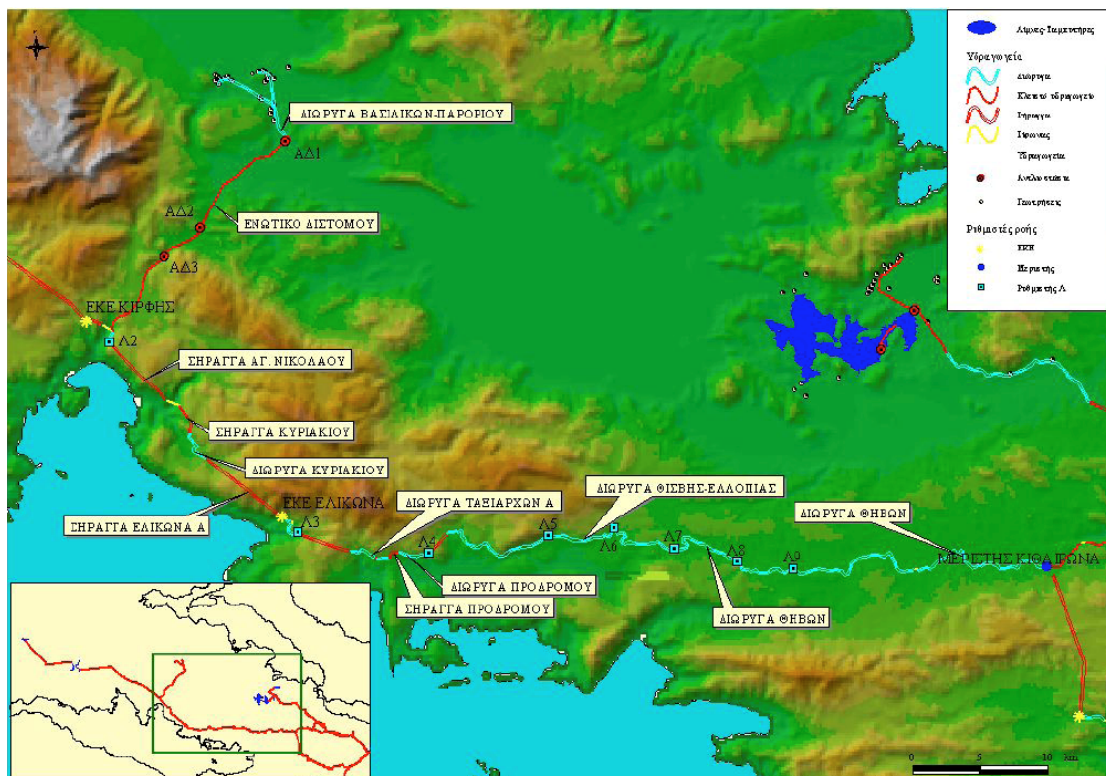 Λίμνες-Ταμιευτήρες
Υδραγωγεία
Διώρυγα
Κλειστό υδραγωγείο
Σήραγγα
Σίφωνας
Υδραγωγεία
Αντλιοστάσια
Γεωτρήσεις
Ρυθμιστές ροής
ΕΚΕ
Μεριστής
Ρυθμιστής Λ
ΔΙΩΡΥΓΑ ΒΑΣΙΛΙΚΩΝ-ΠΑΡΟΡΙΟΥ
ΑΔ1
ΑΔ2
ΕΝΩΤΙΚΟ ΔΙΣΤΟΜΟΥ
ΑΔ3
ΕΚΕ ΚΙΡΦΗΣ
Λ2
ΣΗΡΑΓΓΑ ΑΓ. ΝΙΚΟΛΑΟΥ
ΣΗΡΑΓΓΑ ΚΥΡΙΑΚΙΟΥ
ΔΙΩΡΥΓΑ ΚΥΡΙΑΚΙΟΥ
ΕΚΕ ΕΛΙΚΩΝΑ
ΣΗΡΑΓΓΑ ΕΛΙΚΩΝΑ Α
Λ3
ΔΙΩΡΥΓΑ ΤΑΞΙΑΡΧΩΝ Α
ΔΙΩΡΥΓΑ ΘΙΣΒΗΣ-ΕΛΛΟΠΙΑΣ
ΔΙΩΡΥΓΑ ΘΗΒΩΝ
Λ4
Λ5
Λ6
Λ7
Λ8
Λ9
ΜΕΡΙΣΤΗΣ ΚΙΘΑΙΡΩΝΑ
ΔΙΩΡΥΓΑ ΠΡΟΔΡΟΜΟΥ
ΣΗΡΑΓΓΑ ΠΡΟΔΡΟΜΟΥ
ΔΙΩΡΥΓΑ ΘΗΒΩΝ
0 5 10 km